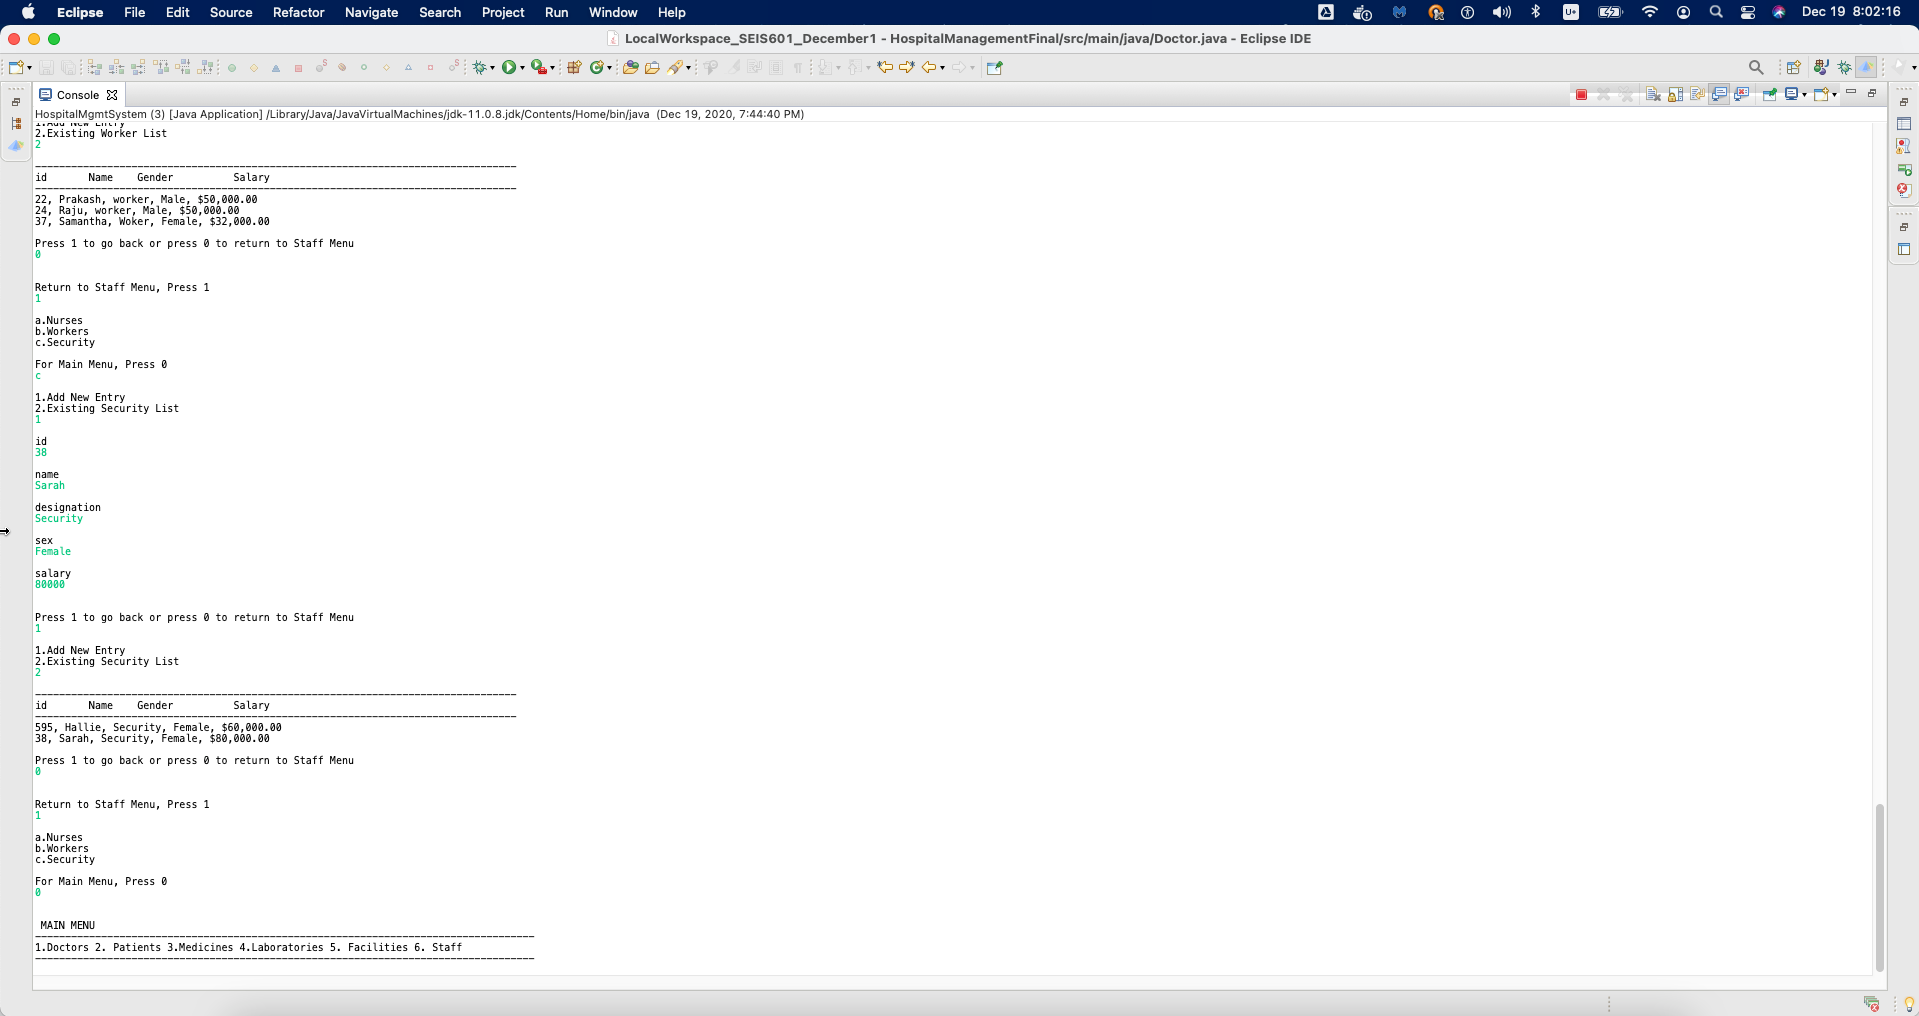 Eclipse File Edit Source Refactor Navigate Search Project Run Window Help U+ Dec 19 8:02:16
LocalWorkspace_SEIS601_December1 - HospitalManagementFinal/src/main/java/Doctor.java - Eclipse IDE
Console
HospitalMgmtSystem (3) [Java Application] /Library/Java/JavaVirtualMachines/jdk-11.0.8.jdk/Contents/Home/bin/java (Dec 19, 2020, 7:44:40 PM)
1.Add New Entry
2.Existing Worker List
2
id Name Gender Salary
22, Prakash, worker, Male, $50,000.00
24, Raju, worker, Male, $50,000.00
37, Samantha, Woker, Female, $32,000.00
Press 1 to go back or press 0 to return to Staff Menu
0
Return to Staff Menu, Press 1
1
a.Nurses
b.Workers
c.Security
For Main Menu, Press 0
c
1.Add New Entry
2.Existing Security List
1
id
38
name
Sarah
designation
Security
sex
Female
salary
80000
Press 1 to go back or press 0 to return to Staff Menu
1
1.Add New Entry
2.Existing Security List
2
id Name Gender Salary
595, Hallie, Security, Female, $60,000.00
38, Sarah, Security, Female, $80,000.00
Press 1 to go back or press 0 to return to Staff Menu
0
Return to Staff Menu, Press 1
1
a.Nurses
b.Workers
c.Security
For Main Menu, Press 0
0
MAIN MENU
1.Doctors 2. Patients 3.Medicines 4.Laboratories 5. Facilities 6. Staff